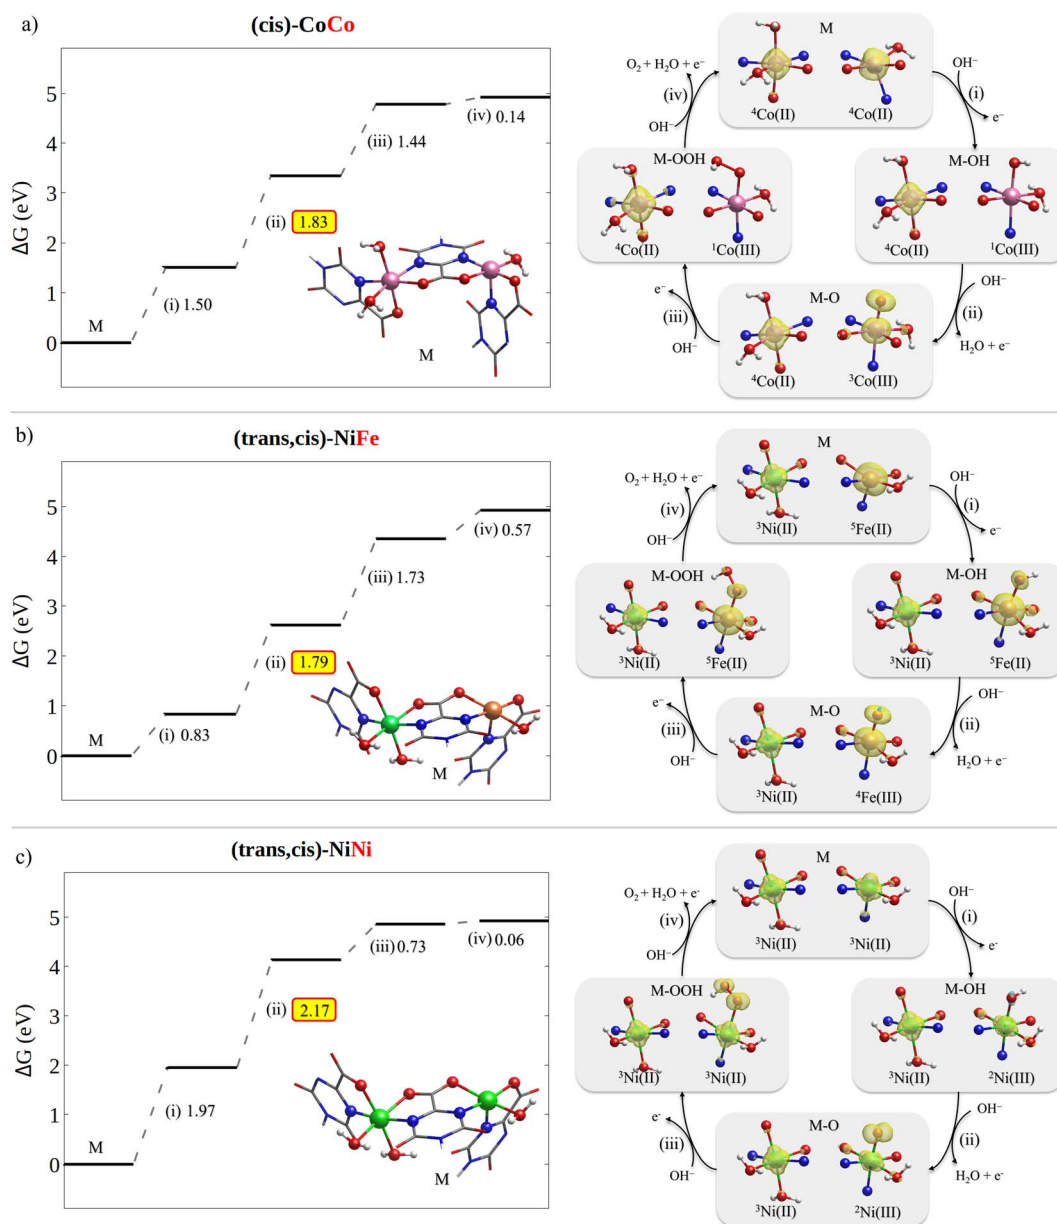 a)
(cis)-CoCo
ΔG (eV)
5
4
3
2
1
0
M
(i) 1.50
(ii) 1.83
(iii) 1.44
(iv) 0.14
M
M
⁴Co(II) ⁴Co(II)
O₂ + H₂O + e⁻
(iv)
OH⁻
OH⁻
(i)
e⁻
M-OOH
⁴Co(II) ¹Co(III)
M-OH
⁴Co(II) ¹Co(III)
e⁻
(iii)
OH⁻
M-O
⁴Co(II) ³Co(III)
OH⁻
(ii)
H₂O + e⁻
b)
(trans,cis)-NiFe
ΔG (eV)
5
4
3
2
1
0
M
(i) 0.83
(ii) 1.79
(iii) 1.73
(iv) 0.57
M
M
³Ni(II) ⁵Fe(II)
O₂ + H₂O + e⁻
(iv)
OH⁻
OH⁻
(i)
e⁻
M-OOH
³Ni(II) ⁵Fe(II)
M-OH
³Ni(II) ⁵Fe(II)
e⁻
(iii)
OH⁻
M-O
³Ni(II) ⁴Fe(III)
OH⁻
(ii)
H₂O + e⁻
c)
(trans,cis)-NiNi
ΔG (eV)
5
4
3
2
1
0
M
(i) 1.97
(ii) 2.17
(iii) 0.73
(iv) 0.06
M
M
³Ni(II) ³Ni(II)
O₂ + H₂O + e⁻
(iv)
OH⁻
OH⁻
(i)
e⁻
M-OOH
³Ni(II) ³Ni(II)
M-OH
³Ni(II) ²Ni(III)
e⁻
(iii)
OH⁻
M-O
³Ni(II) ²Ni(III)
OH⁻
(ii)
H₂O + e⁻